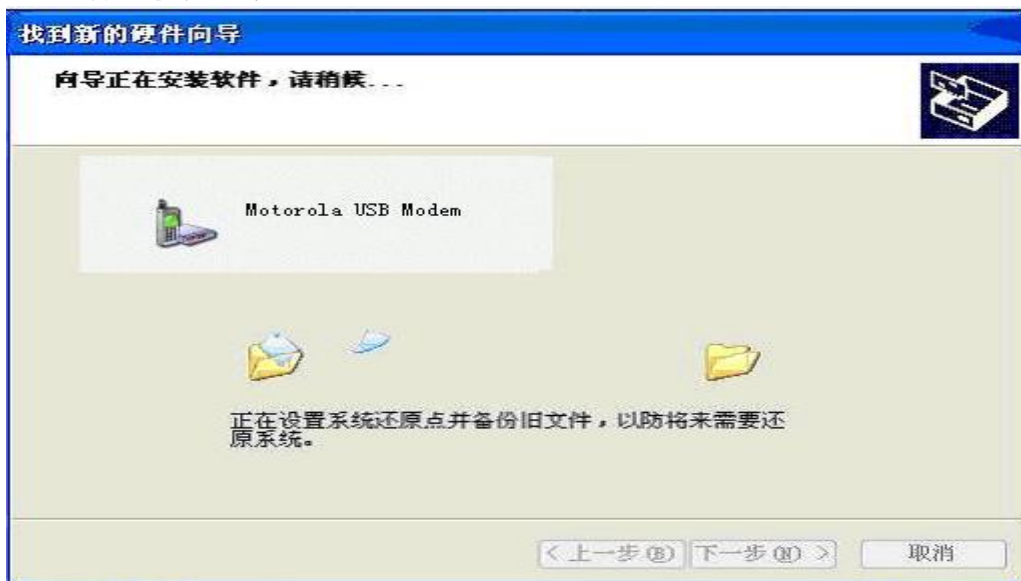 找到新的硬件向导
向导正在安装软件，请稍候...
Motorola USB Modem
正在设置系统还原点并备份旧文件，以防将来需要还
原系统。
< 上一步(B) 下一步(N) > 取消